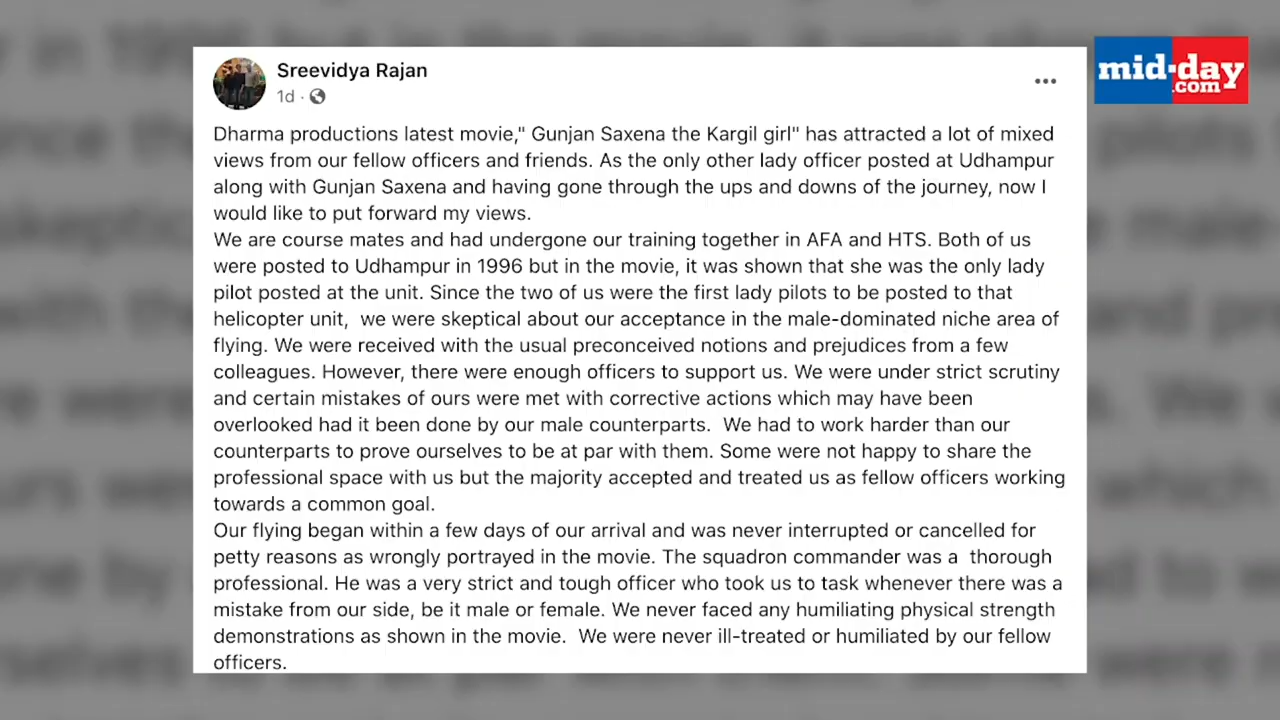 Sreevidya Rajan
1d ·
mid-day
.com
Dharma productions latest movie," Gunjan Saxena the Kargil girl" has attracted a lot of mixed
views from our fellow officers and friends. As the only other lady officer posted at Udhampur
along with Gunjan Saxena and having gone through the ups and downs of the journey, now I
would like to put forward my views.
We are course mates and had undergone our training together in AFA and HTS. Both of us
were posted to Udhampur in 1996 but in the movie, it was shown that she was the only lady
pilot posted at the unit. Since the two of us were the first lady pilots to be posted to that
helicopter unit,  we were skeptical about our acceptance in the male-dominated niche area of
flying. We were received with the usual preconceived notions and prejudices from a few
colleagues. However, there were enough officers to support us. We were under strict scrutiny
and certain mistakes of ours were met with corrective actions which may have been
overlooked had it been done by our male counterparts.  We had to work harder than our
counterparts to prove ourselves to be at par with them. Some were not happy to share the
professional space with us but the majority accepted and treated us as fellow officers working
towards a common goal.
Our flying began within a few days of our arrival and was never interrupted or cancelled for
petty reasons as wrongly portrayed in the movie. The squadron commander was a  thorough
professional. He was a very strict and tough officer who took us to task whenever there was a
mistake from our side, be it male or female. We never faced any humiliating physical strength
demonstrations as shown in the movie.  We were never ill-treated or humiliated by our fellow
officers.